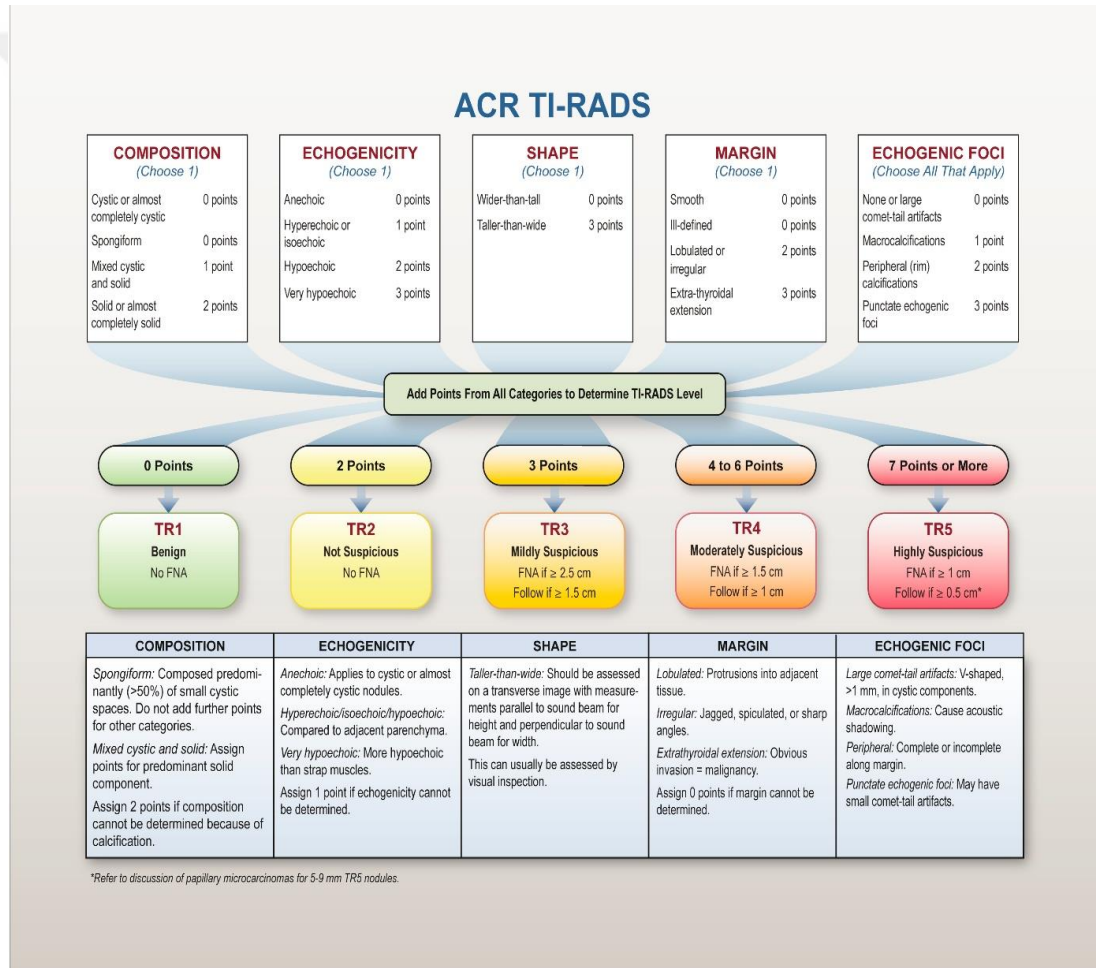 ACR TI-RADS
COMPOSITION
(Choose 1)
Cystic or almost 0 points
completely cystic
Spongiform 0 points
Mixed cystic 1 point
and solid
Solid or almost 2 points
completely solid
ECHOGENICITY
(Choose 1)
Anechoic 0 points
Hyperechoic or 1 point
isoechoic
Hypoechoic 2 points
Very hypoechoic 3 points
SHAPE
(Choose 1)
Wider-than-tall 0 points
Taller-than-wide 3 points
MARGIN
(Choose 1)
Smooth 0 points
Ill-defined 0 points
Lobulated or 2 points
irregular
Extra-thyroidal 3 points
extension
ECHOGENIC FOCI
(Choose All That Apply)
None or large 0 points
comet-tail artifacts
Macrocalcifications 1 point
Peripheral (rim) 2 points
calcifications
Punctate echogenic 3 points
foci
Add Points From All Categories to Determine TI-RADS Level
0 Points
2 Points
3 Points
4 to 6 Points
7 Points or More
TR1
Benign
No FNA
TR2
Not Suspicious
No FNA
TR3
Mildly Suspicious
FNA if ≥ 2.5 cm
Follow if ≥ 1.5 cm
TR4
Moderately Suspicious
FNA if ≥ 1.5 cm
Follow if ≥ 1 cm
TR5
Highly Suspicious
FNA if ≥ 1 cm
Follow if ≥ 0.5 cm*
COMPOSITION
Spongiform: Composed predomi-
nantly (>50%) of small cystic
spaces. Do not add further points
for other categories.
Mixed cystic and solid: Assign
points for predominant solid
component.
Assign 2 points if composition
cannot be determined because of
calcification.
ECHOGENICITY
Anechoic: Applies to cystic or almost
completely cystic nodules.
Hyperechoic/isoechoic/hypoechoic:
Compared to adjacent parenchyma.
Very hypoechoic: More hypoechoic
than strap muscles.
Assign 1 point if echogenicity cannot
be determined.
SHAPE
Taller-than-wide: Should be assessed
on a transverse image with measure-
ments parallel to sound beam for
height and perpendicular to sound
beam for width.
This can usually be assessed by
visual inspection.
MARGIN
Lobulated: Protrusions into adjacent
tissue.
Irregular: Jagged, spiculated, or sharp
angles.
Extrathyroidal extension: Obvious
invasion = malignancy.
Assign 0 points if margin cannot be
determined.
ECHOGENIC FOCI
Large comet-tail artifacts: V-shaped,
>1 mm, in cystic components.
Macrocalcifications: Cause acoustic
shadowing.
Peripheral: Complete or incomplete
along margin.
Punctate echogenic foci: May have
small comet-tail artifacts.
*Refer to discussion of papillary microcarcinomas for 5-9 mm TR5 nodules.